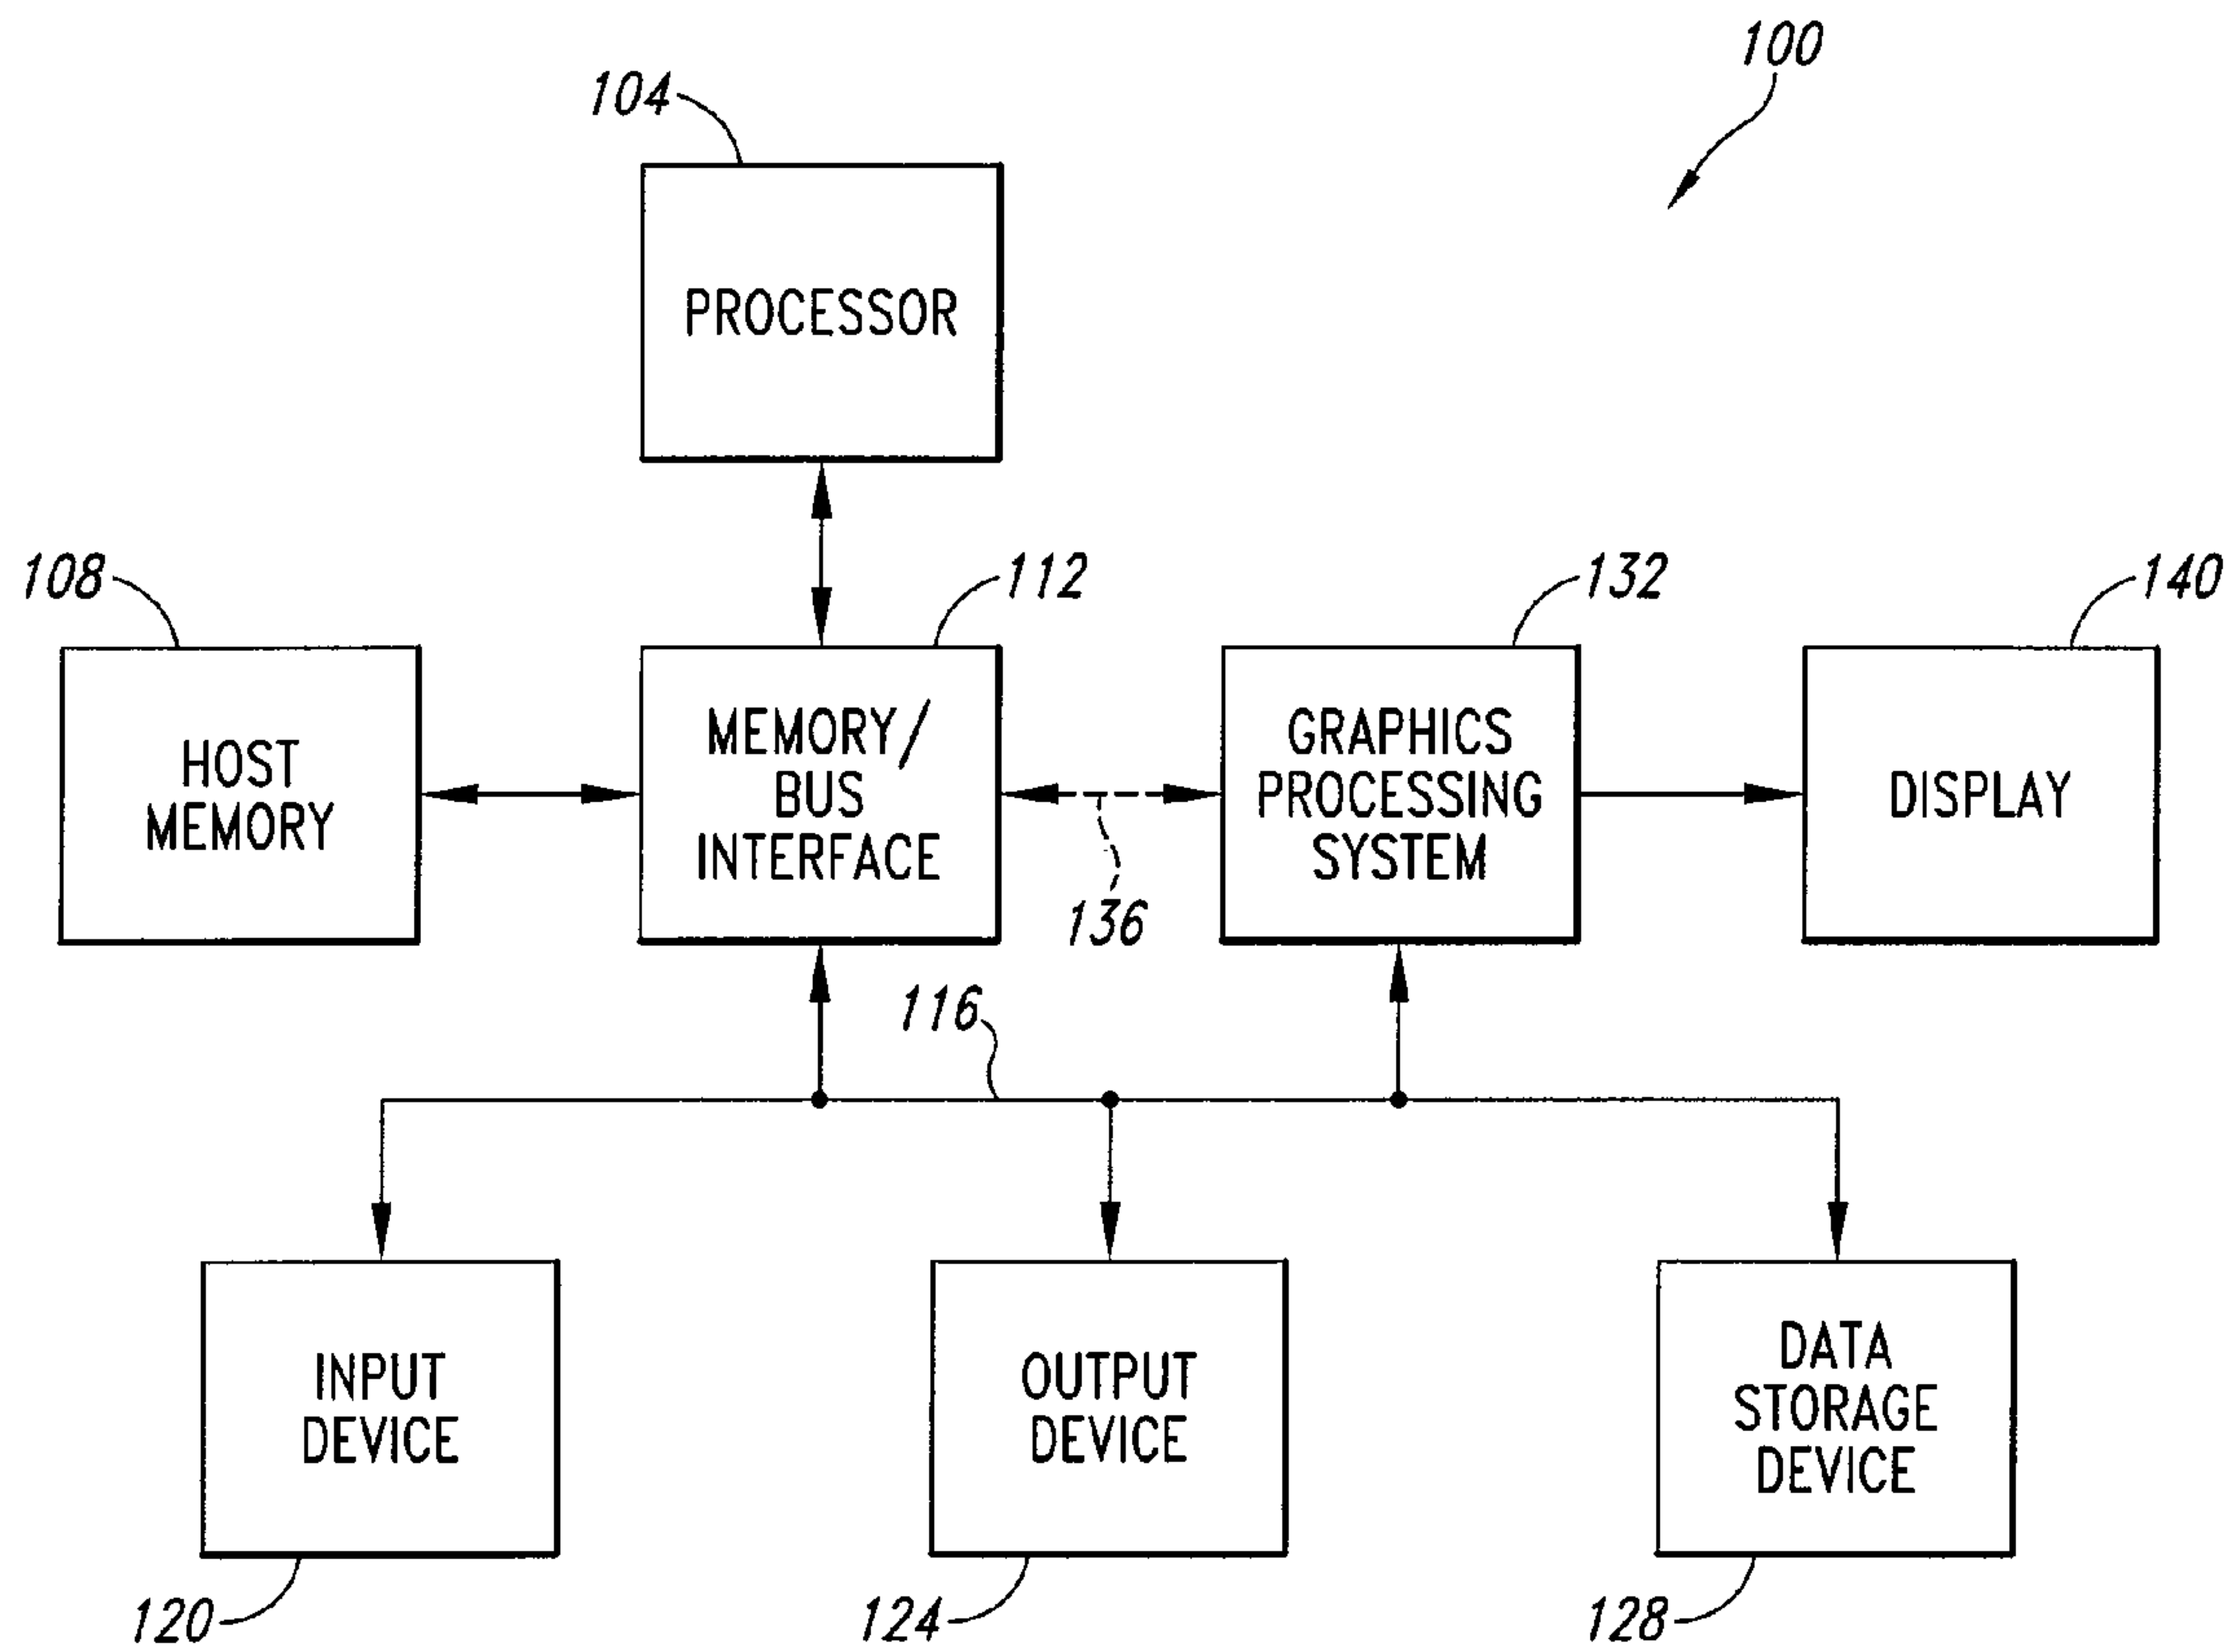 100
104
PROCESSOR
108
112
132
140
HOST
MEMORY
MEMORY/
BUS
INTERFACE
GRAPHICS
PROCESSING
SYSTEM
DISPLAY
136
116
INPUT
DEVICE
OUTPUT
DEVICE
DATA
STORAGE
DEVICE
120
124
128